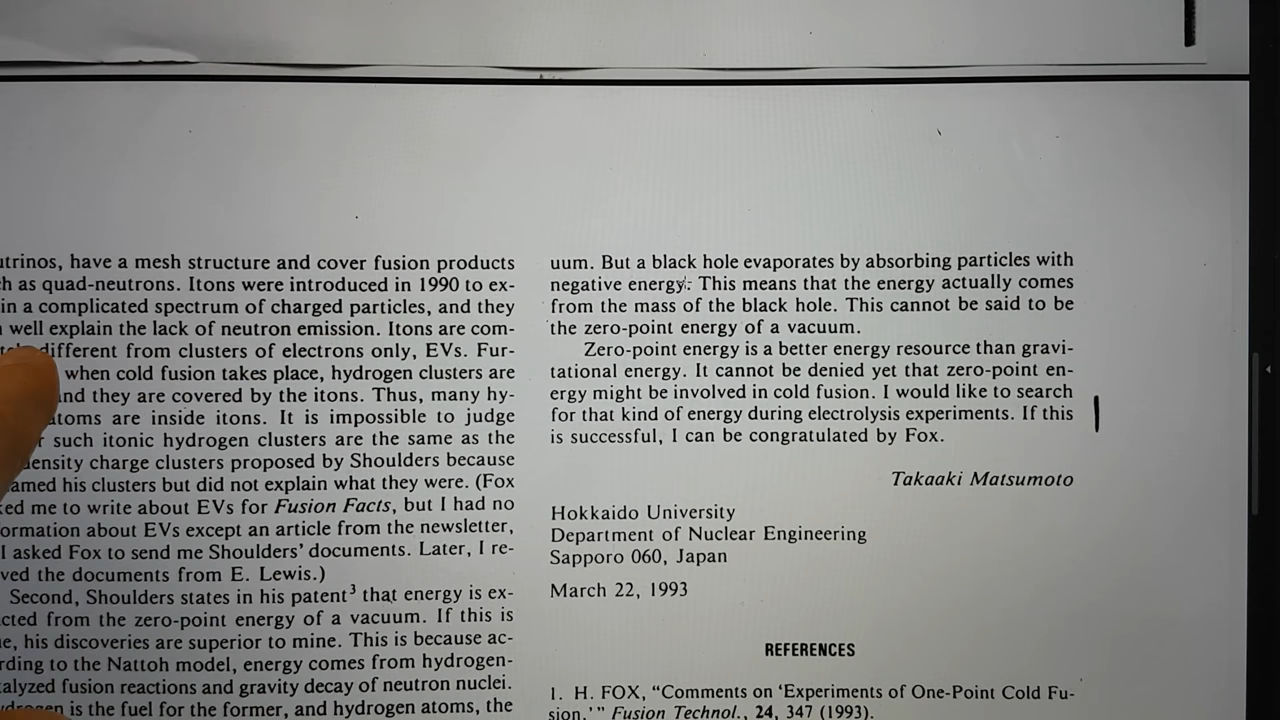 utrinos, have a mesh structure and cover fusion products
h as quad-neutrons. Itons were introduced in 1990 to ex-
in a complicated spectrum of charged particles, and they
well explain the lack of neutron emission. Itons are com-
different from clusters of electrons only, EVs. Fur-
when cold fusion takes place, hydrogen clusters are
nd they are covered by the itons. Thus, many hy-
toms are inside itons. It is impossible to judge
such itonic hydrogen clusters are the same as the
density charge clusters proposed by Shoulders because
amed his clusters but did not explain what they were. (Fox
ked me to write about EVs for Fusion Facts, but I had no
ormation about EVs except an article from the newsletter,
I asked Fox to send me Shoulders' documents. Later, I re-
ved the documents from E. Lewis.)
Second, Shoulders states in his patent³ that energy is ex-
cted from the zero-point energy of a vacuum. If this is
e, his discoveries are superior to mine. This is because ac-
rding to the Nattoh model, energy comes from hydrogen-
alyzed fusion reactions and gravity decay of neutron nuclei.
is the fuel for the former, and hydrogen atoms, the
uum. But a black hole evaporates by absorbing particles with
negative energy. This means that the energy actually comes
from the mass of the black hole. This cannot be said to be
the zero-point energy of a vacuum.
Zero-point energy is a better energy resource than gravi-
tational energy. It cannot be denied yet that zero-point en-
ergy might be involved in cold fusion. I would like to search
for that kind of energy during electrolysis experiments. If this
is successful, I can be congratulated by Fox.
Takaaki Matsumoto
Hokkaido University
Department of Nuclear Engineering
Sapporo 060, Japan
March 22, 1993
REFERENCES
1. H. FOX, "Comments on 'Experiments of One-Point Cold Fu-
sion,'" Fusion Technol., 24, 347 (1993).